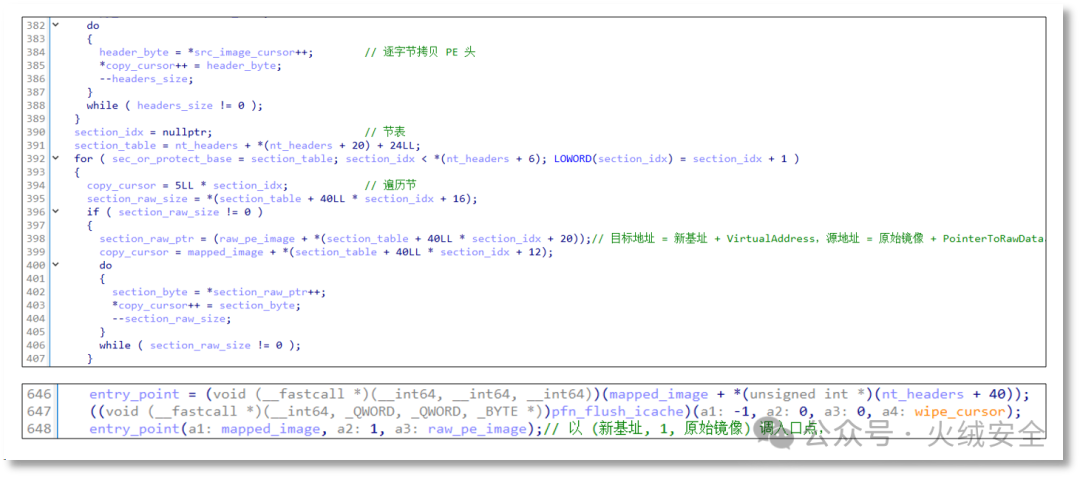 382 do
383 {
384 header_byte = *src_image_cursor++; // 逐字节拷贝 PE 头
385 *copy_cursor++ = header_byte;
386 --headers_size;
387 }
388 while ( headers_size != 0 );
389 }
390 section_idx = nullptr; // 节表
391 section_table = nt_headers + *(nt_headers + 20) + 24LL;
392 for ( sec_or_protect_base = section_table; section_idx < *(nt_headers + 6); LOWORD(section_idx) = section_idx + 1 )
393 {
394 copy_cursor = 5LL * section_idx; // 遍历节
395 section_raw_size = *(section_table + 40LL * section_idx + 16);
396 if ( section_raw_size != 0 )
397 {
398 section_raw_ptr = (raw_pe_image + *(section_table + 40LL * section_idx + 20));// 目标地址 = 新基址 + VirtualAddress，源地址 = 原始镜像 + PointerToRawData
399 copy_cursor = mapped_image + *(section_table + 40LL * section_idx + 12);
400 do
401 {
402 section_byte = *section_raw_ptr++;
403 *copy_cursor++ = section_byte;
404 --section_raw_size;
405 }
406 while ( section_raw_size != 0 );
407 }
646 entry_point = (void (__fastcall *)(__int64, __int64, __int64))(mapped_image + *(unsigned int *)(nt_headers + 40));
647 ((void (__fastcall *)(__int64, _QWORD, _QWORD, _BYTE *))pfn_flush_icache)(a1: -1, a2: 0, a3: 0, a4: wipe_cursor);
648 entry_point(a1: mapped_image, a2: 1, a3: raw_pe_image);// 以 (新基址, 1, 原始镜像) 调入口点，
公众号 · 火绒安全